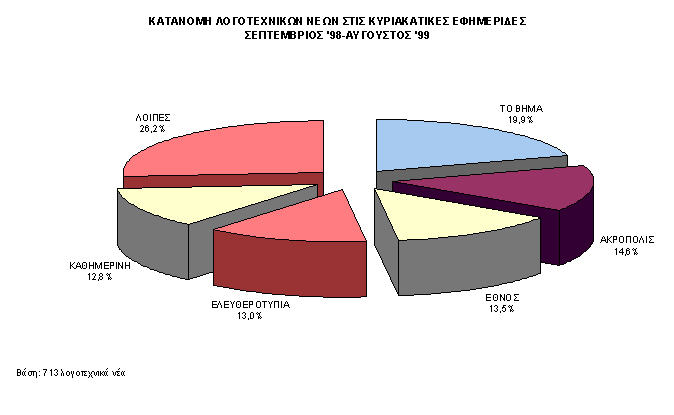 ΚΑΤΑΝΟΜΗ ΛΟΓΟΤΕΧΝΙΚΩΝ ΝΕΩΝ ΣΤΙΣ ΚΥΡΙΑΚΑΤΙΚΕΣ ΕΦΗΜΕΡΙΔΕΣ
ΣΕΠΤΕΜΒΡΙΟΣ '98-ΑΥΓΟΥΣΤΟΣ '99
ΤΟ ΒΗΜΑ
19,9%
ΛΟΙΠΕΣ
26,2%
ΑΚΡΟΠΟΛΙΣ
14,6%
ΚΑΘΗΜΕΡΙΝΗ
12,8%
ΕΛΕΥΘΕΡΟΤΥΠΙΑ
13,0%
ΕΘΝΟΣ
13,5%
Βάση: 713 λογοτεχνικά νέα